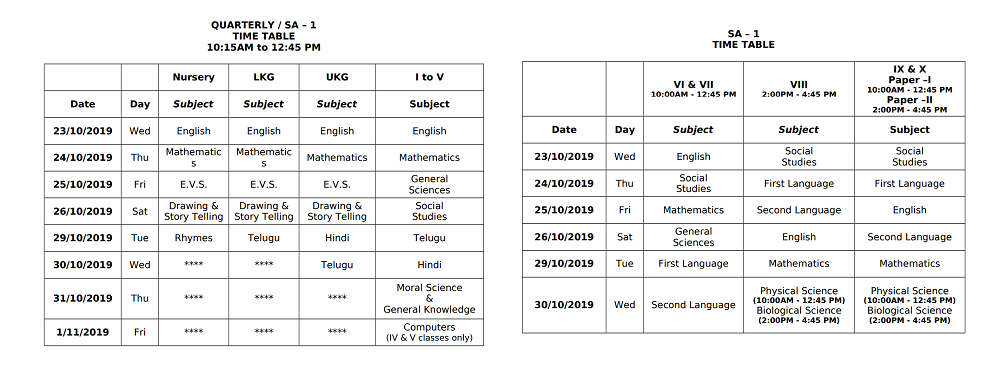 QUARTERLY / SA – 1
TIME TABLE
10:15AM to 12:45 PM
Nursery LKG UKG I to V
Date Day Subject Subject Subject Subject
23/10/2019 Wed English English English English
24/10/2019 Thu Mathematic s Mathematic s Mathematics Mathematics
25/10/2019 Fri E.V.S. E.V.S. E.V.S. General Sciences
26/10/2019 Sat Drawing & Story Telling Drawing & Story Telling Drawing & Story Telling Social Studies
29/10/2019 Tue Rhymes Telugu Hindi Telugu
30/10/2019 Wed **** **** Telugu Hindi
31/10/2019 Thu **** **** **** Moral Science & General Knowledge
1/11/2019 Fri **** **** **** Computers (IV & V classes only)
SA – 1
TIME TABLE
VI & VII 10:00AM - 12:45 PM VIII 2:00PM - 4:45 PM IX & X Paper –I 10:00AM - 12:45 PM Paper –II 2:00PM - 4:45 PM
Date Day Subject Subject Subject
23/10/2019 Wed English Social Studies Social Studies
24/10/2019 Thu Social Studies First Language First Language
25/10/2019 Fri Mathematics Second Language English
26/10/2019 Sat General Sciences English Second Language
29/10/2019 Tue First Language Mathematics Mathematics
30/10/2019 Wed Second Language Physical Science (10:00AM - 12:45 PM) Biological Science (2:00PM - 4:45 PM) Physical Science (10:00AM - 12:45 PM) Biological Science (2:00PM - 4:45 PM)